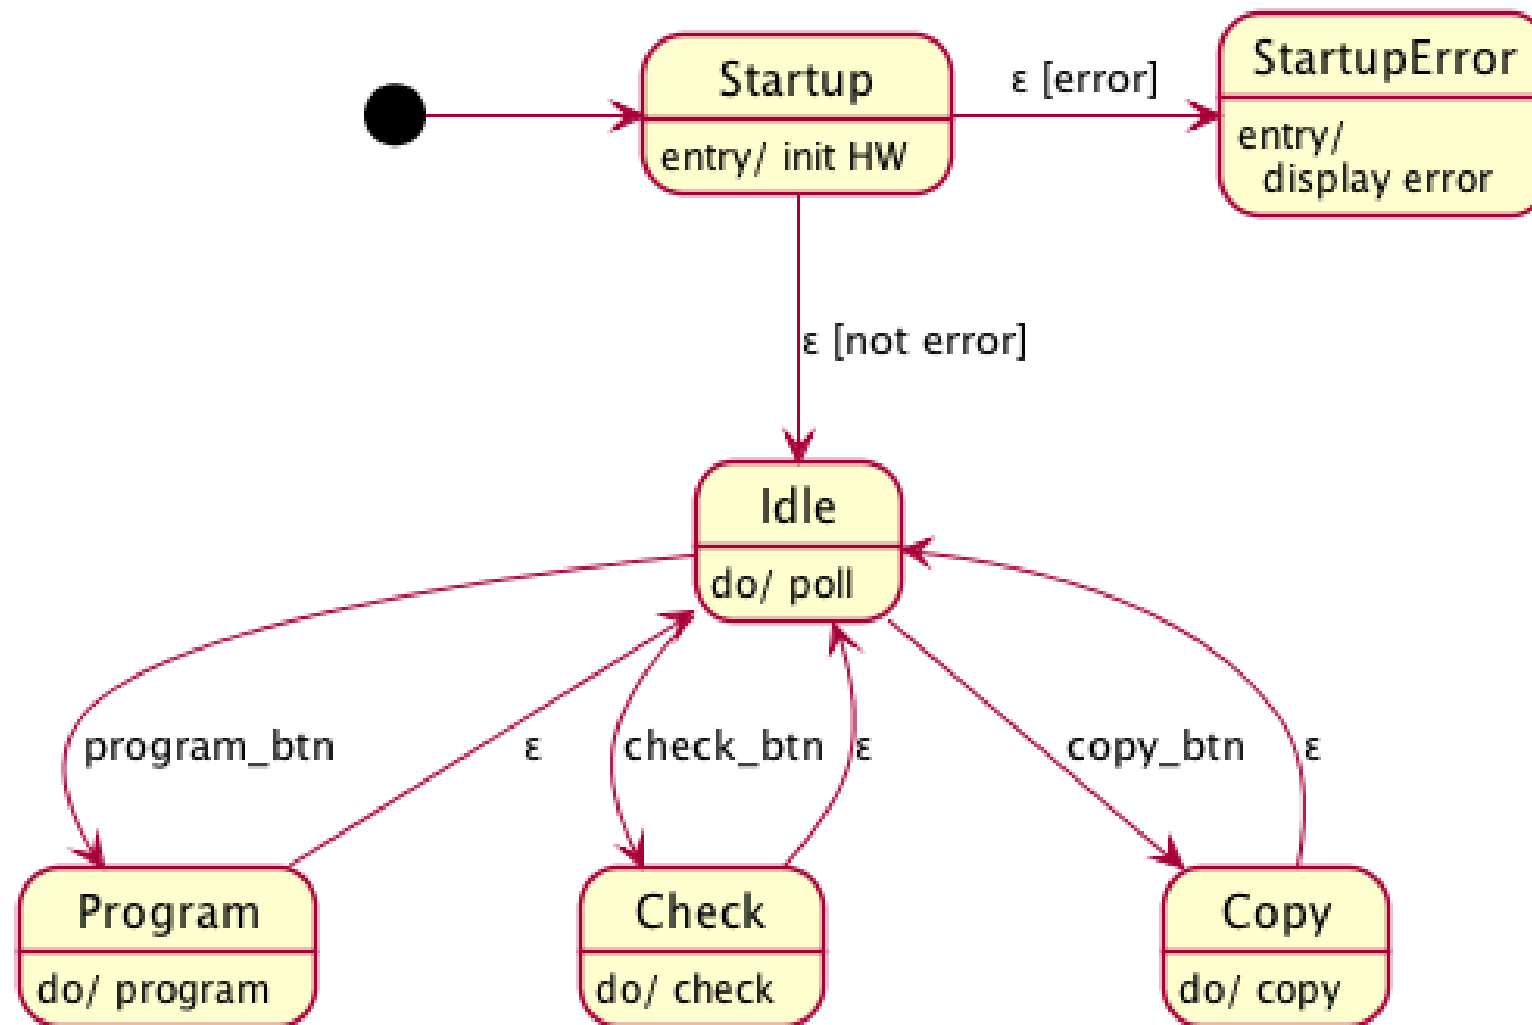 Startup
entry/ init HW
ε [error]
StartupError
entry/
display error
ε [not error]
Idle
do/ poll
program_btn
ε
check_btn
ε
copy_btn
ε
Program
do/ program
Check
do/ check
Copy
do/ copy